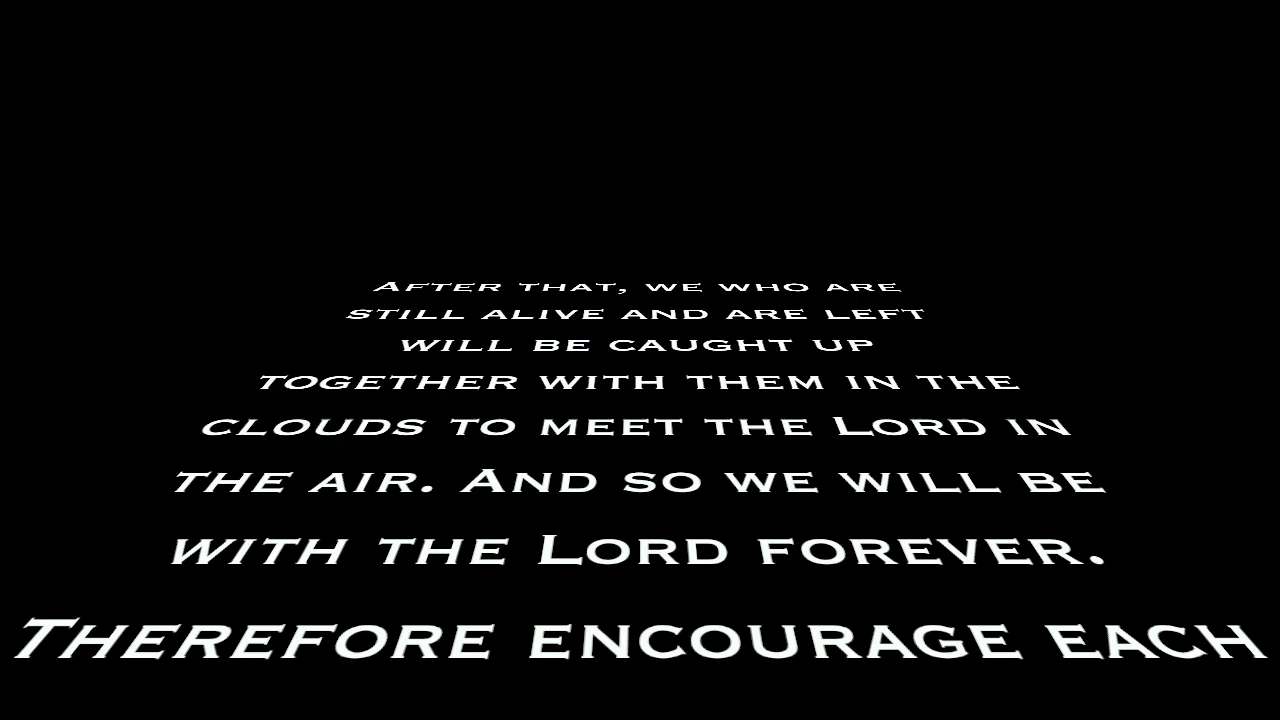 After that, we who are
still alive and are left
will be caught up
together with them in the
clouds to meet the Lord in
the air. And so we will be
with the Lord forever.
Therefore encourage each